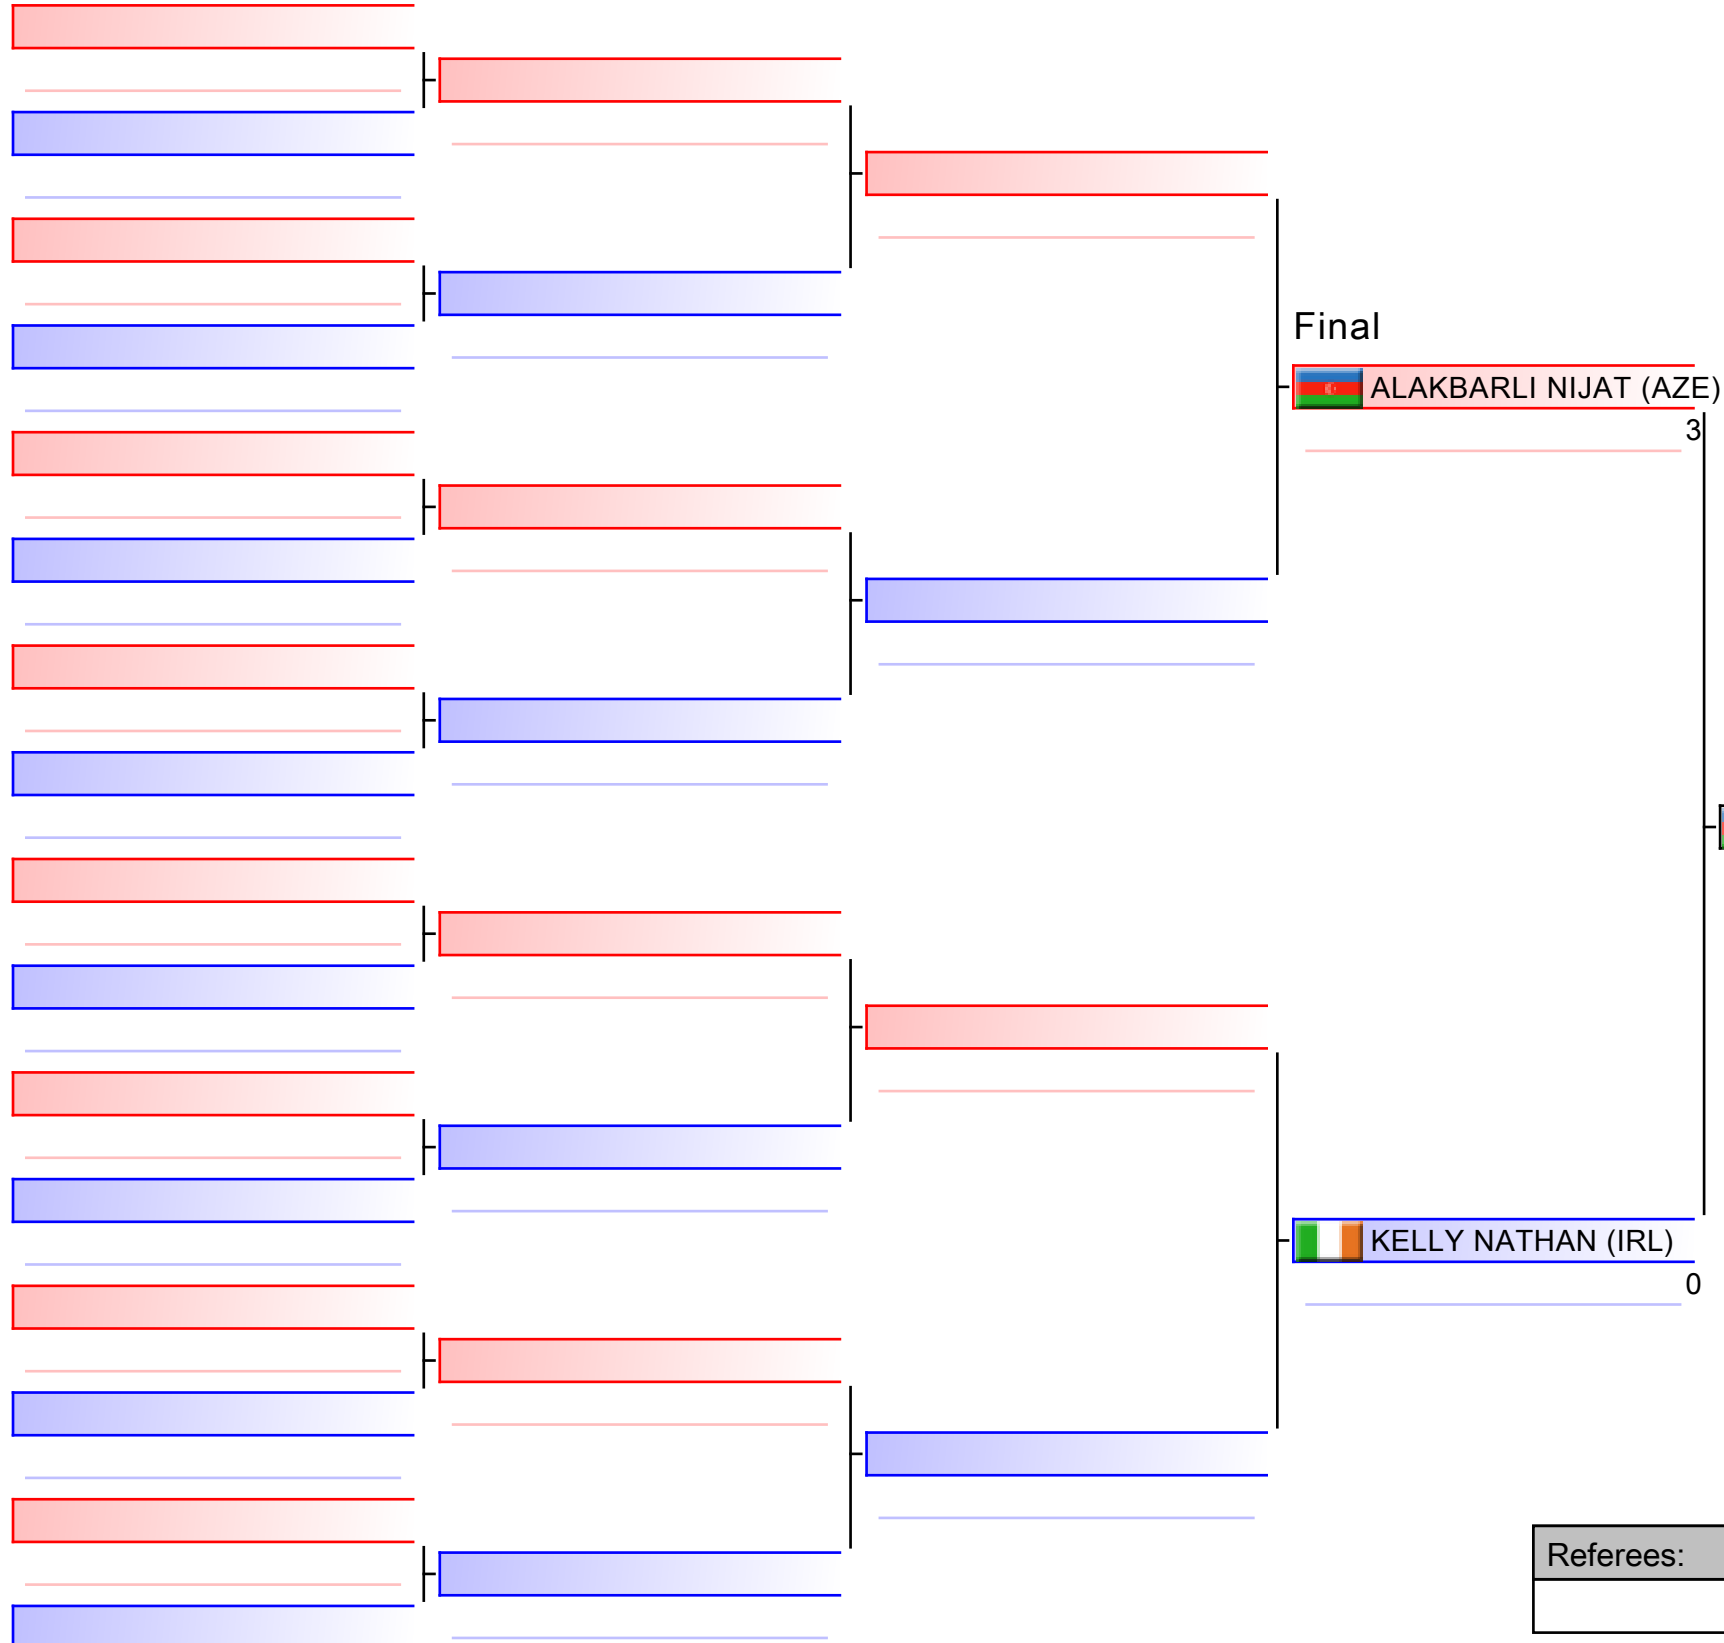 Final
ALAKBARLI NIJAT (AZE)
3
KELLY NATHAN (IRL)
0
Referees: